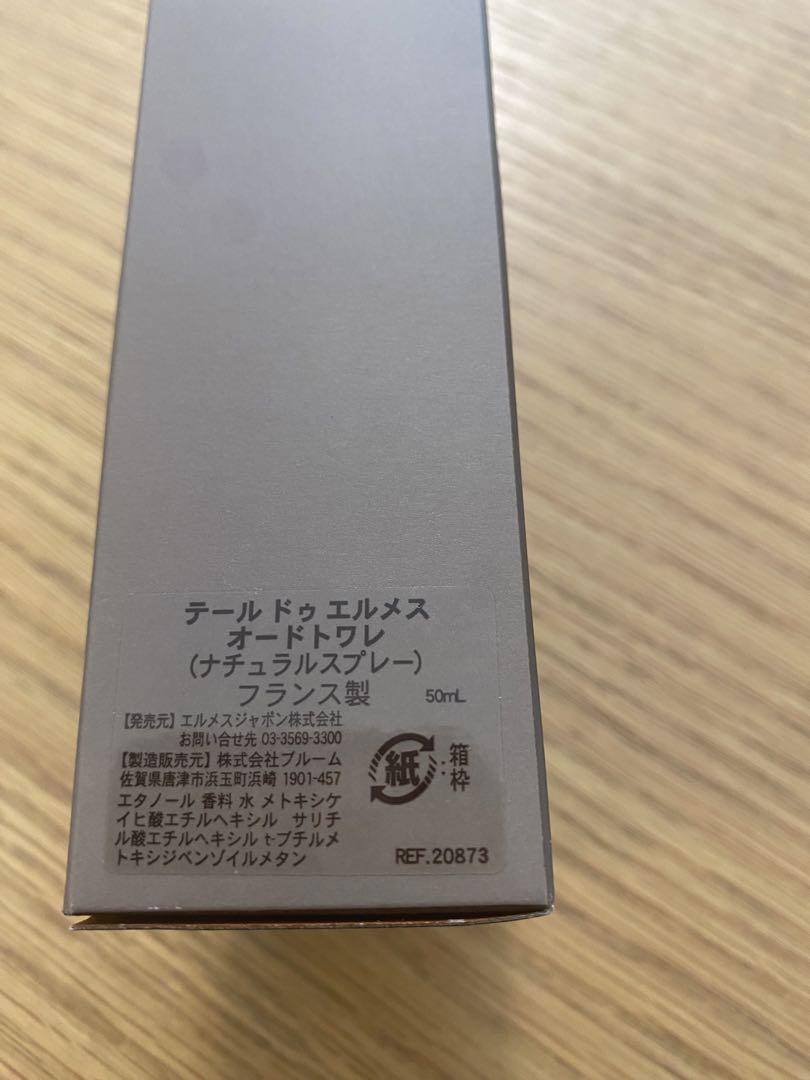 テール ドゥ エルメス
オードトワレ
(ナチュラルスプレー)
フランス製 50mL
【発売元】エルメスジャポン株式会社
お問い合せ先 03-3569-3300
【製造販売元】株式会社ブルーム
佐賀県唐津市浜玉町浜崎 1901-457
紙:箱枠
エタノール 香料 水 メトキシケ
イヒ酸エチルヘキシル サリチ
ル酸エチルヘキシル t-ブチルメ
トキシジベンゾイルメタン
REF.20873